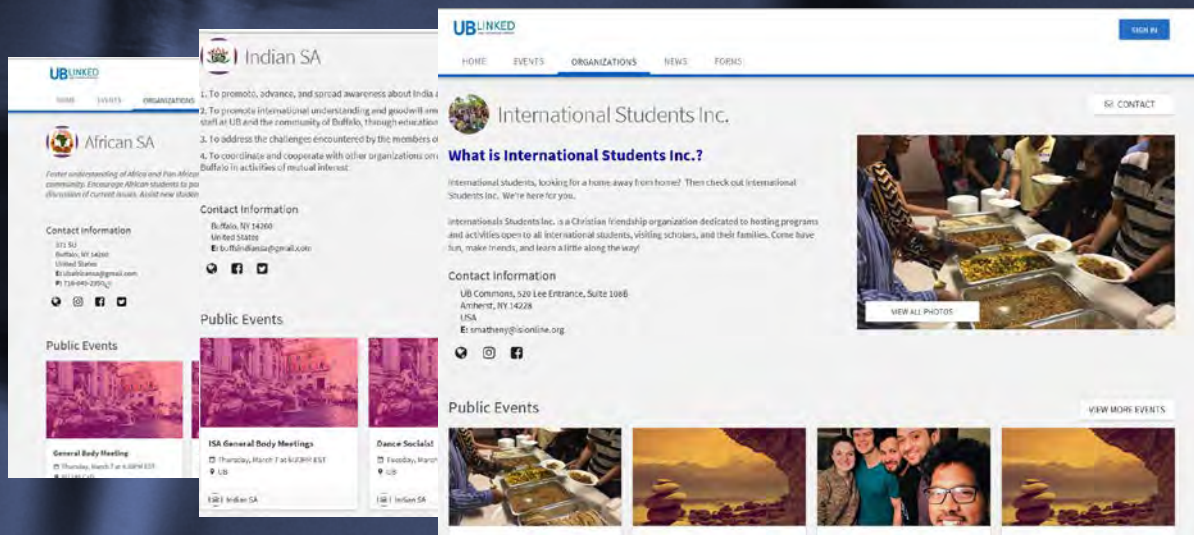 UBLINKED
HOME EVENTS ORGANIZATIONS
African SA
Contact Information
Buffalo, NY 14260
United States
Public Events
General Body Meeting
Thursday, March 7 at
Indian SA
1. To promote, advance, and spread awareness about India
2. To promote international understanding and goodwill
staff at UB and the community of Buffalo, through education
3. To address the challenges encountered by the members
4. To coordinate and cooperate with other organizations
Buffalo in activities of mutual interest
Contact Information
Buffalo, NY 14260
United States
Public Events
ISA General Body Meetings
Thursday, March 7 at EST
UB
Indian SA
Dance Socials!
Tuesday, March
UB
Indian SA
UBLINKED
SIGN IN
HOME EVENTS ORGANIZATIONS NEWS FORMS
CONTACT
International Students Inc.
What is International Students Inc.?
International students, looking for a home away from home? Then check out International
Students Inc. We're here for you.
Internationals Students Inc. is a Christian friendship organization dedicated to hosting programs
and activities open to all international students, visiting scholars, and their families. Come have
fun, make friends, and learn a little along the way!
Contact Information
UB Commons, 520 Lee Entrance, Suite 106B
Amherst, NY 14228
USA
E: smatheny@isionline.org
VIEW ALL PHOTOS
Public Events
VIEW MORE EVENTS